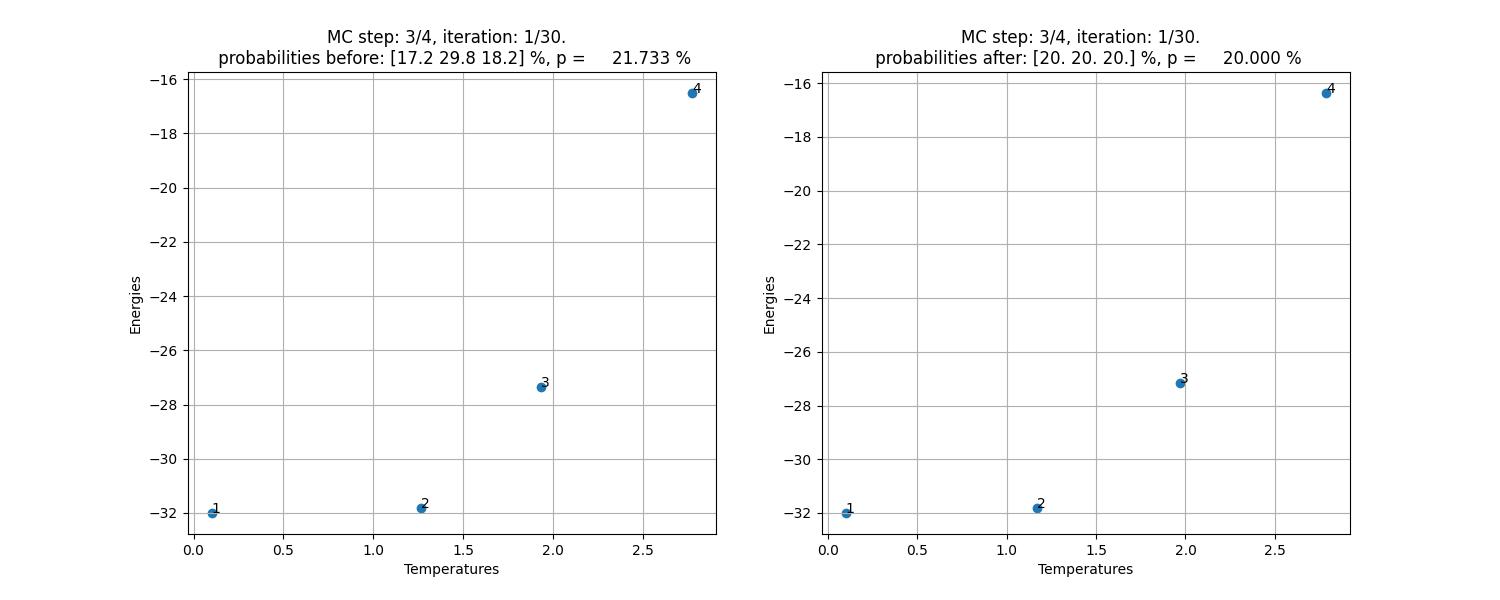 MC step: 3/4, iteration: 1/30.
probabilities before: [17.2 29.8 18.2] %, p = 21.733 %
−16
−18
−20
−22
−24
−26
−28
−30
−32
Energies
1
2
3
4
0.0 0.5 1.0 1.5 2.0 2.5
Temperatures
MC step: 3/4, iteration: 1/30.
probabilities after: [20. 20. 20.] %, p = 20.000 %
−16
−18
−20
−22
−24
−26
−28
−30
−32
Energies
1
2
3
4
0.0 0.5 1.0 1.5 2.0 2.5
Temperatures